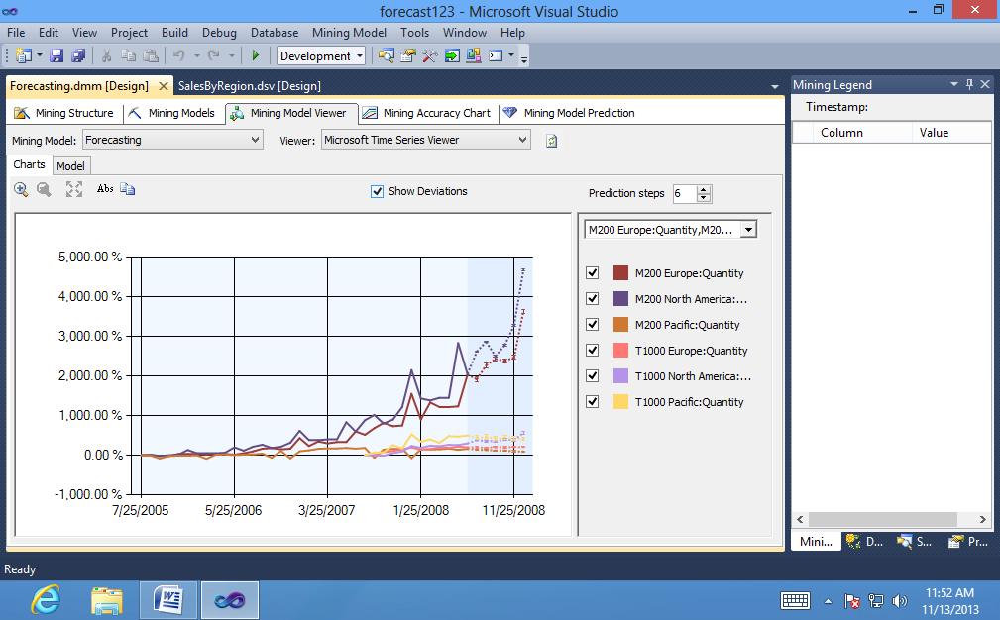 forecast123 - Microsoft Visual Studio
File Edit View Project Build Debug Database Mining Model Tools Window Help
Development
Forecasting.dmm [Design] SalesByRegion.dsv [Design]
Mining Legend
Mining Structure Mining Models Mining Model Viewer Mining Accuracy Chart Mining Model Prediction
Timestamp:
Column Value
Mining Model: Forecasting Viewer: Microsoft Time Series Viewer
Charts Model
Abs
Show Deviations
Prediction steps 6
M200 Europe:Quantity,M20...
5,000.00 %
4,000.00 %
3,000.00 %
2,000.00 %
1,000.00 %
0.00 %
-1,000.00 %
7/25/2005 5/25/2006 3/25/2007 1/25/2008 11/25/2008
M200 Europe:Quantity
M200 North America:...
M200 Pacific:Quantity
T1000 Europe:Quantity
T1000 North America:...
T1000 Pacific:Quantity
Mini... D... S... Pr...
Ready
11:52 AM
11/13/2013